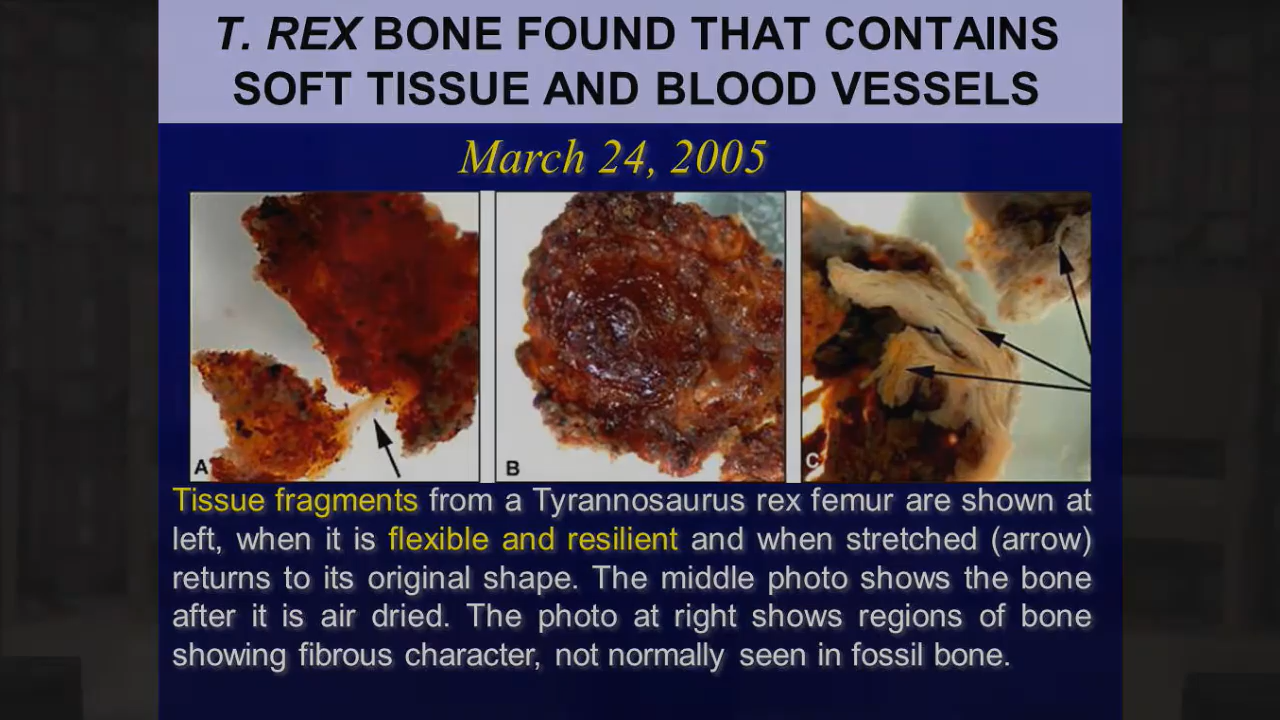 T. REX BONE FOUND THAT CONTAINS
SOFT TISSUE AND BLOOD VESSELS
March 24, 2005
A
B
C
Tissue fragments from a Tyrannosaurus rex femur are shown at
left, when it is flexible and resilient and when stretched (arrow)
returns to its original shape. The middle photo shows the bone
after it is air dried. The photo at right shows regions of bone
showing fibrous character, not normally seen in fossil bone.